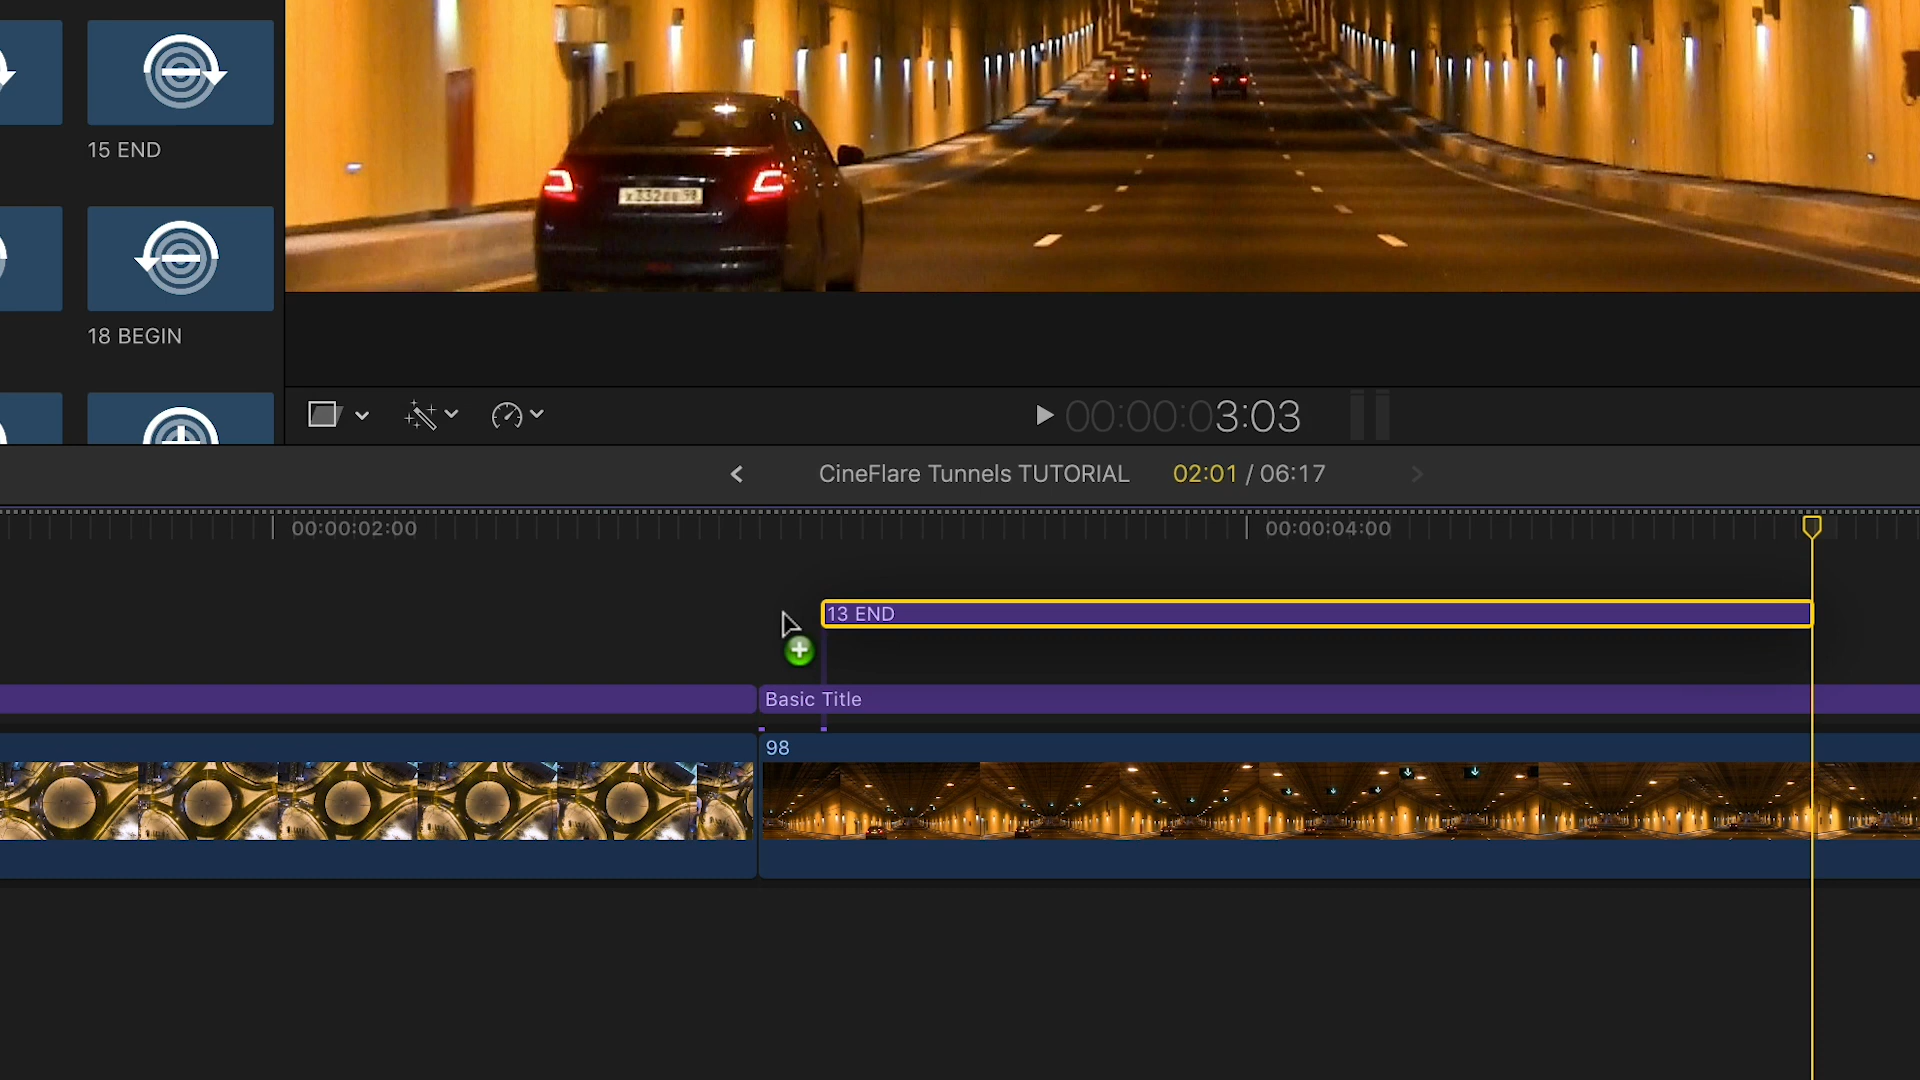 15 END
18 BEGIN
00:00:03:03
CineFlare Tunnels TUTORIAL
02:01 / 06:17
00:00:02:00
00:00:04:00
13 END
Basic Title
98